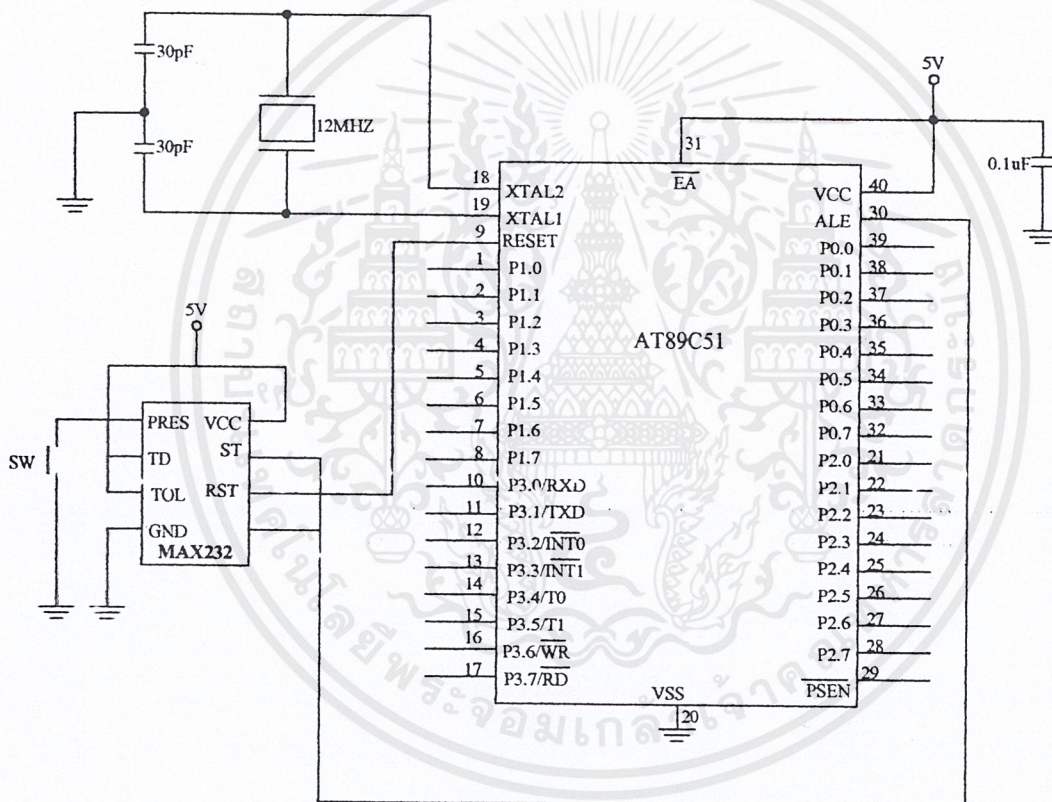 30pF
30pF
12MHZ
5V
0.1uF
31
EA
18 XTAL2
19 XTAL1
9 RESET
1 P1.0
2 P1.1
3 P1.2
4 P1.3
5 P1.4
6 P1.5
7 P1.6
8 P1.7
10 P3.0/RXD
11 P3.1/TXD
12 P3.2/INT0
13 P3.3/INT1
14 P3.4/T0
15 P3.5/T1
16 P3.6/WR
17 P3.7/RD
AT89C51
VCC 40
ALE 30
P0.0 39
P0.1 38
P0.2 37
P0.3 36
P0.4 35
P0.5 34
P0.6 33
P0.7 32
P2.0 21
P2.1 22
P2.2 23
P2.3 24
P2.4 25
P2.5 26
P2.6 27
P2.7 28
PSEN 29
VSS
20
5V
SW
PRES VCC
TD ST
TOL RST
GND
MAX232